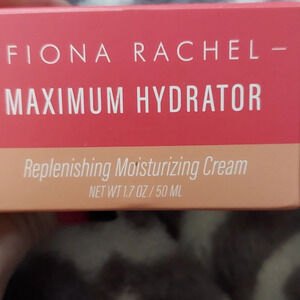 FIONA RACHEL –
MAXIMUM HYDRATOR
Replenishing Moisturizing Cream
NET WT 1.7 OZ / 50 ML